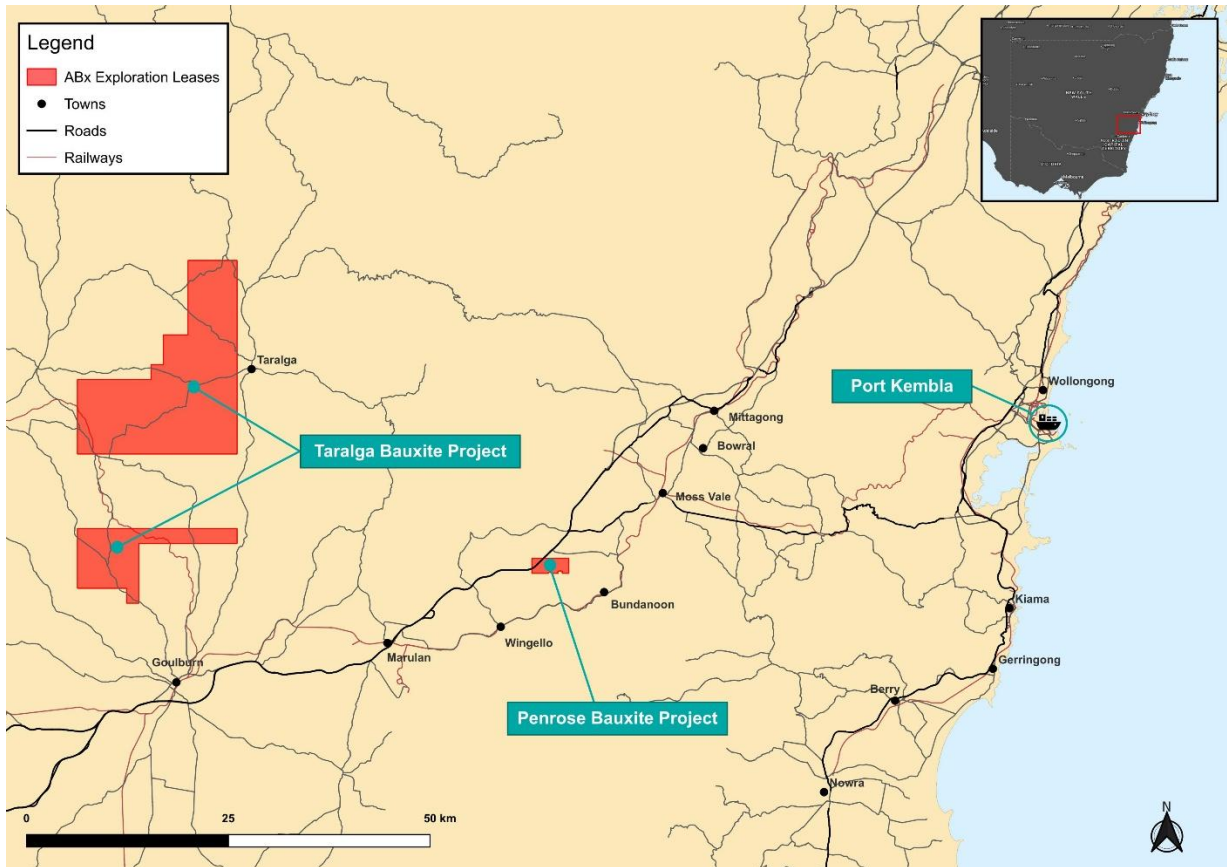 Legend
ABx Exploration Leases
Towns
Roads
Railways
Taralga
Taralga Bauxite Project
Mittagong
Bowral
Moss Vale
Port Kembla
Wollongong
Bundanoon
Wingello
Marulan
Goulburn
Penrose Bauxite Project
Kiama
Gerringong
Berry
Nowra
0 25 50 km
N